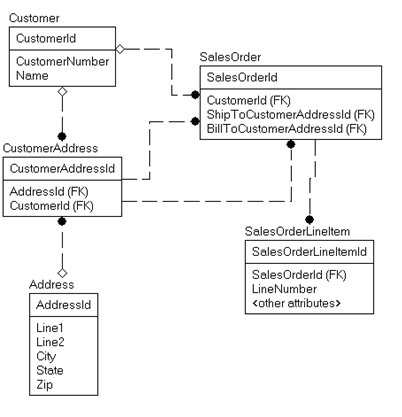 Customer
CustomerId
CustomerNumber
Name
SalesOrder
SalesOrderId
CustomerId (FK)
ShipToCustomerAddressId (FK)
BillToCustomerAddressId (FK)
CustomerAddress
CustomerAddressId
AddressId (FK)
CustomerId (FK)
SalesOrderLineItem
SalesOrderLineItemId
SalesOrderId (FK)
LineNumber
<other attributes>
Address
AddressId
Line1
Line2
City
State
Zip